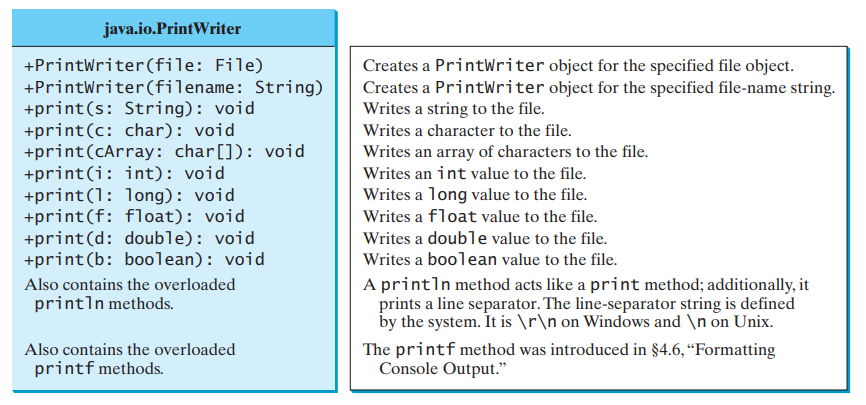 java.io.PrintWriter
+PrintWriter(file: File)
+PrintWriter(filename: String)
+print(s: String): void
+print(c: char): void
+print(cArray: char[]): void
+print(i: int): void
+print(l: long): void
+print(f: float): void
+print(d: double): void
+print(b: boolean): void
Also contains the overloaded
println methods.
Also contains the overloaded
printf methods.
Creates a PrintWriter object for the specified file object.
Creates a PrintWriter object for the specified file-name string.
Writes a string to the file.
Writes a character to the file.
Writes an array of characters to the file.
Writes an int value to the file.
Writes a long value to the file.
Writes a float value to the file.
Writes a double value to the file.
Writes a boolean value to the file.
A println method acts like a print method; additionally, it
prints a line separator. The line-separator string is defined
by the system. It is \r\n on Windows and \n on Unix.
The printf method was introduced in §4.6, “Formatting
Console Output.”